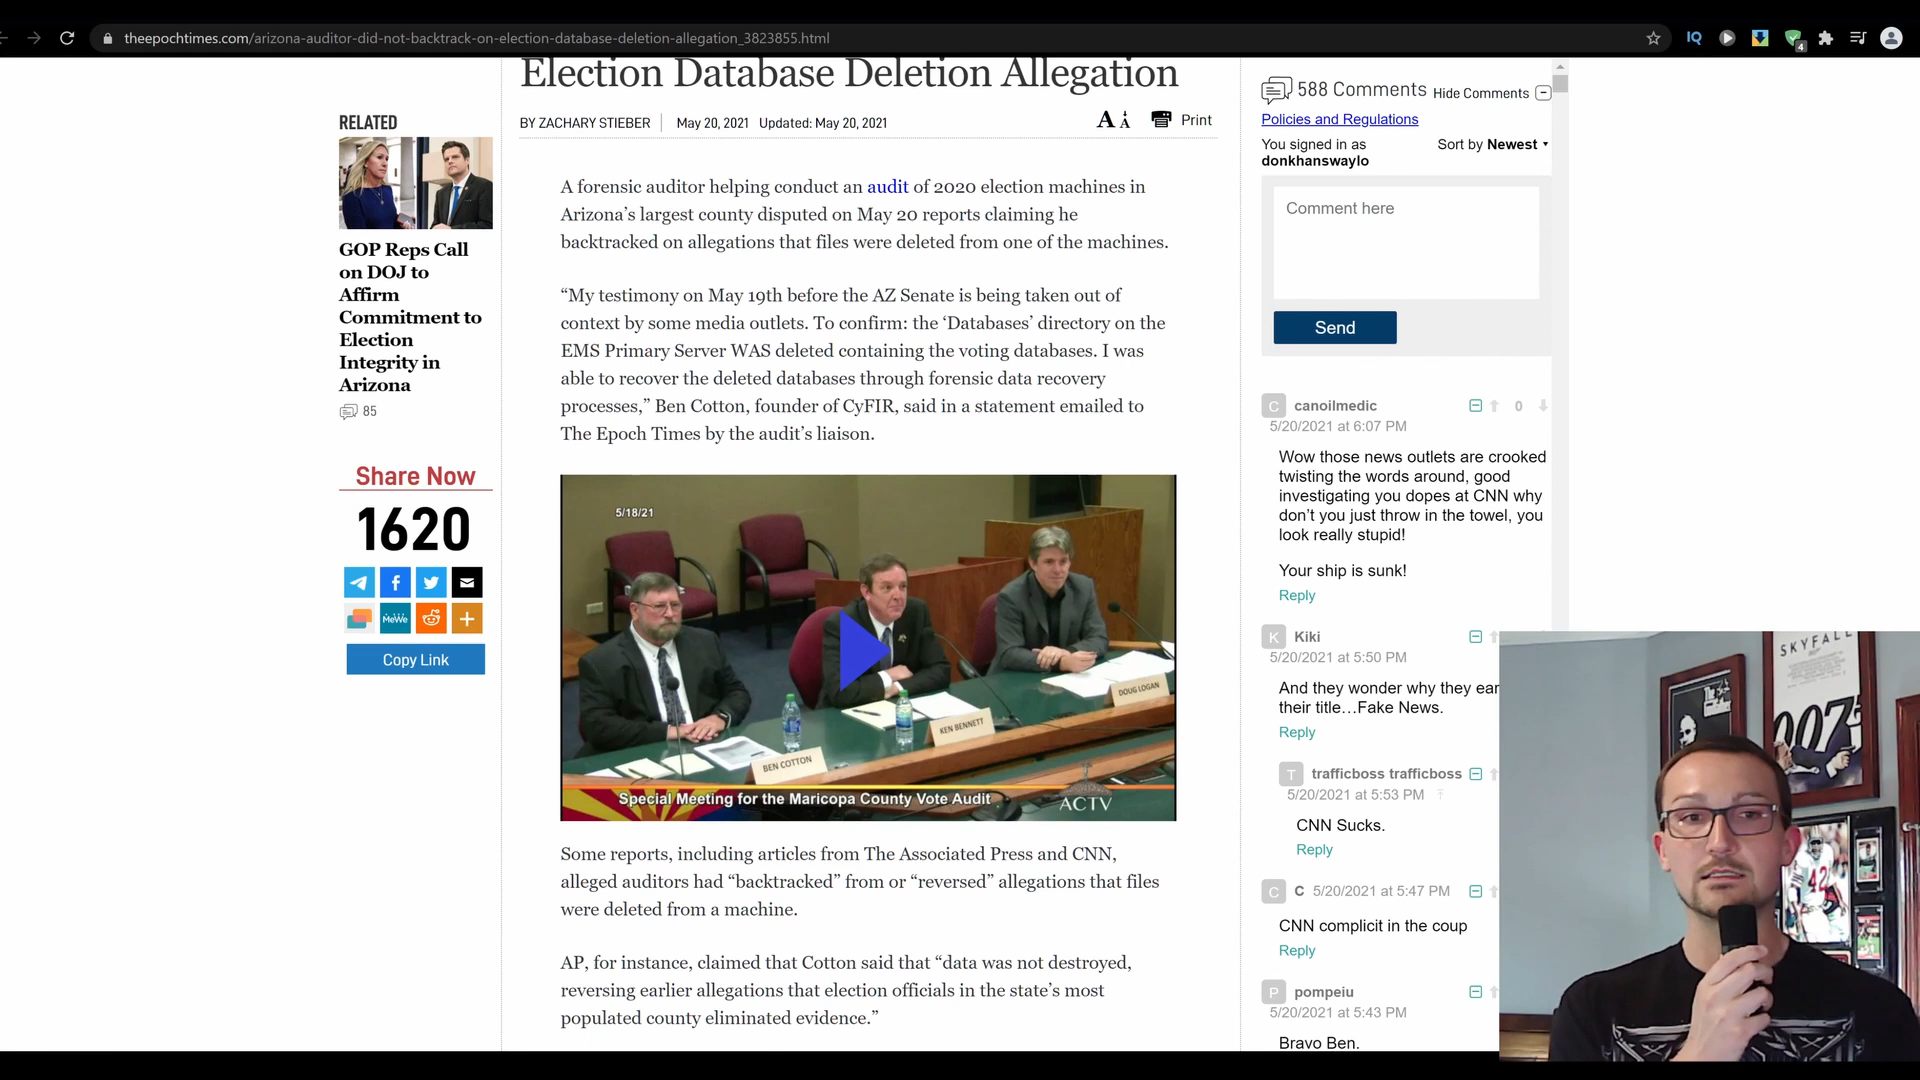 theepochtimes.com/arizona-auditor-did-not-backtrack-on-election-database-deletion-allegation_3823855.html
IQ
4
Election Database Deletion Allegation
BY ZACHARY STIEBER
May 20, 2021 Updated: May 20, 2021
A A
Print
RELATED
GOP Reps Call
on DOJ to
Affirm
Commitment to
Election
Integrity in
Arizona
85
Share Now
1620
MeWe
Copy Link
A forensic auditor helping conduct an audit of 2020 election machines in
Arizona’s largest county disputed on May 20 reports claiming he
backtracked on allegations that files were deleted from one of the machines.
“My testimony on May 19th before the AZ Senate is being taken out of
context by some media outlets. To confirm: the ‘Databases’ directory on the
EMS Primary Server WAS deleted containing the voting databases. I was
able to recover the deleted databases through forensic data recovery
processes,” Ben Cotton, founder of CyFIR, said in a statement emailed to
The Epoch Times by the audit’s liaison.
5/18/21
DOUG LOGAN
KEN BENNETT
BEN COTTON
Special Meeting for the Maricopa County Vote Audit
ACTV
Some reports, including articles from The Associated Press and CNN,
alleged auditors had “backtracked” from or “reversed” allegations that files
were deleted from a machine.
AP, for instance, claimed that Cotton said that “data was not destroyed,
reversing earlier allegations that election officials in the state’s most
populated county eliminated evidence.”
588 Comments
Hide Comments
Policies and Regulations
You signed in as
donkhanswaylo
Sort by Newest
Comment here
Send
C
canoilmedic
0
5/20/2021 at 6:07 PM
Wow those news outlets are crooked
twisting the words around, good
investigating you dopes at CNN why
don’t you just throw in the towel, you
look really stupid!
Your ship is sunk!
Reply
K
Kiki
5/20/2021 at 5:50 PM
And they wonder why they ear
their title…Fake News.
Reply
T
trafficboss trafficboss
5/20/2021 at 5:53 PM
CNN Sucks.
Reply
C
C 5/20/2021 at 5:47 PM
CNN complicit in the coup
Reply
P
pompeiu
5/20/2021 at 5:43 PM
Bravo Ben.
SKYFALL
007
42